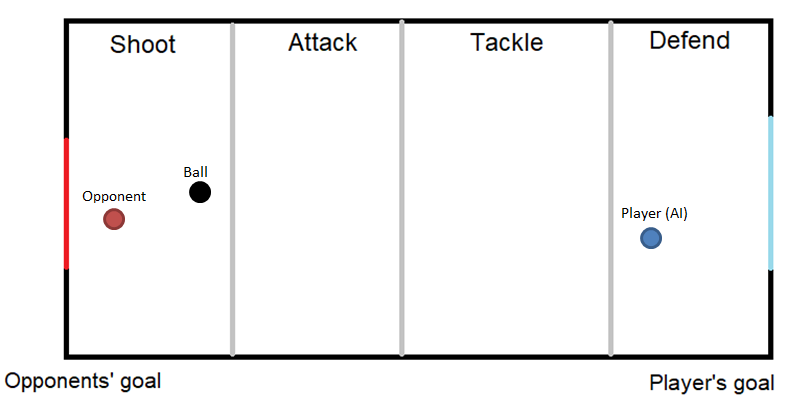 Shoot
Attack
Tackle
Defend
Ball
Opponent
Player (AI)
Opponents' goal
Player's goal